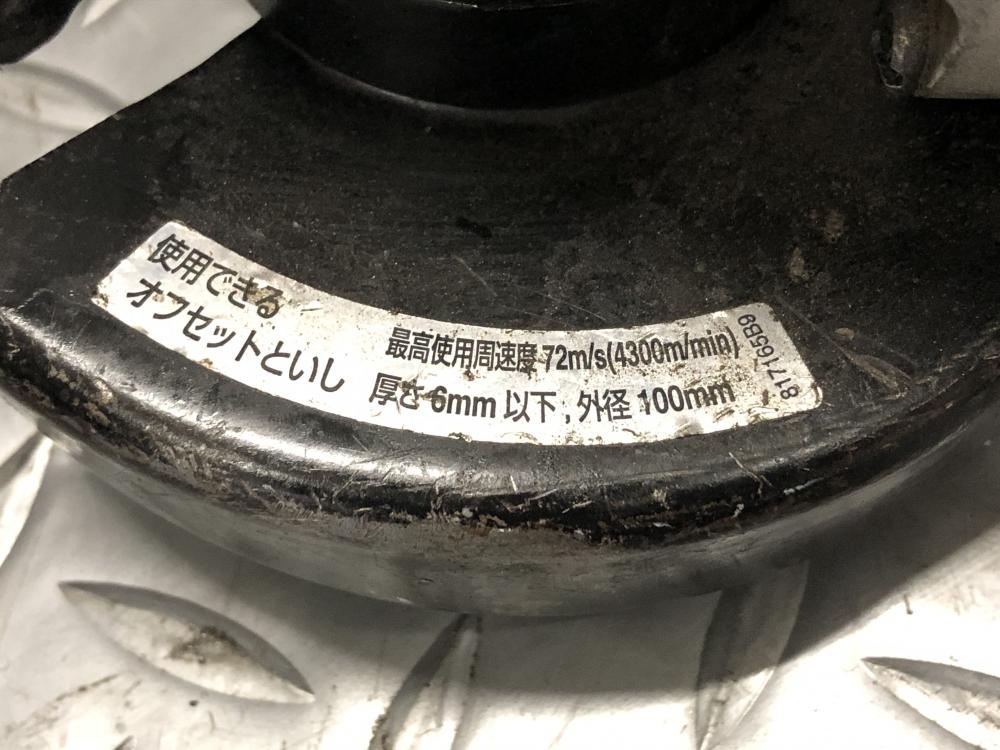 使用できる
オフセットといし
最高使用周速度 72m/s(4300m/min)
厚さ 6mm 以下 , 外径 100mm
817165B9